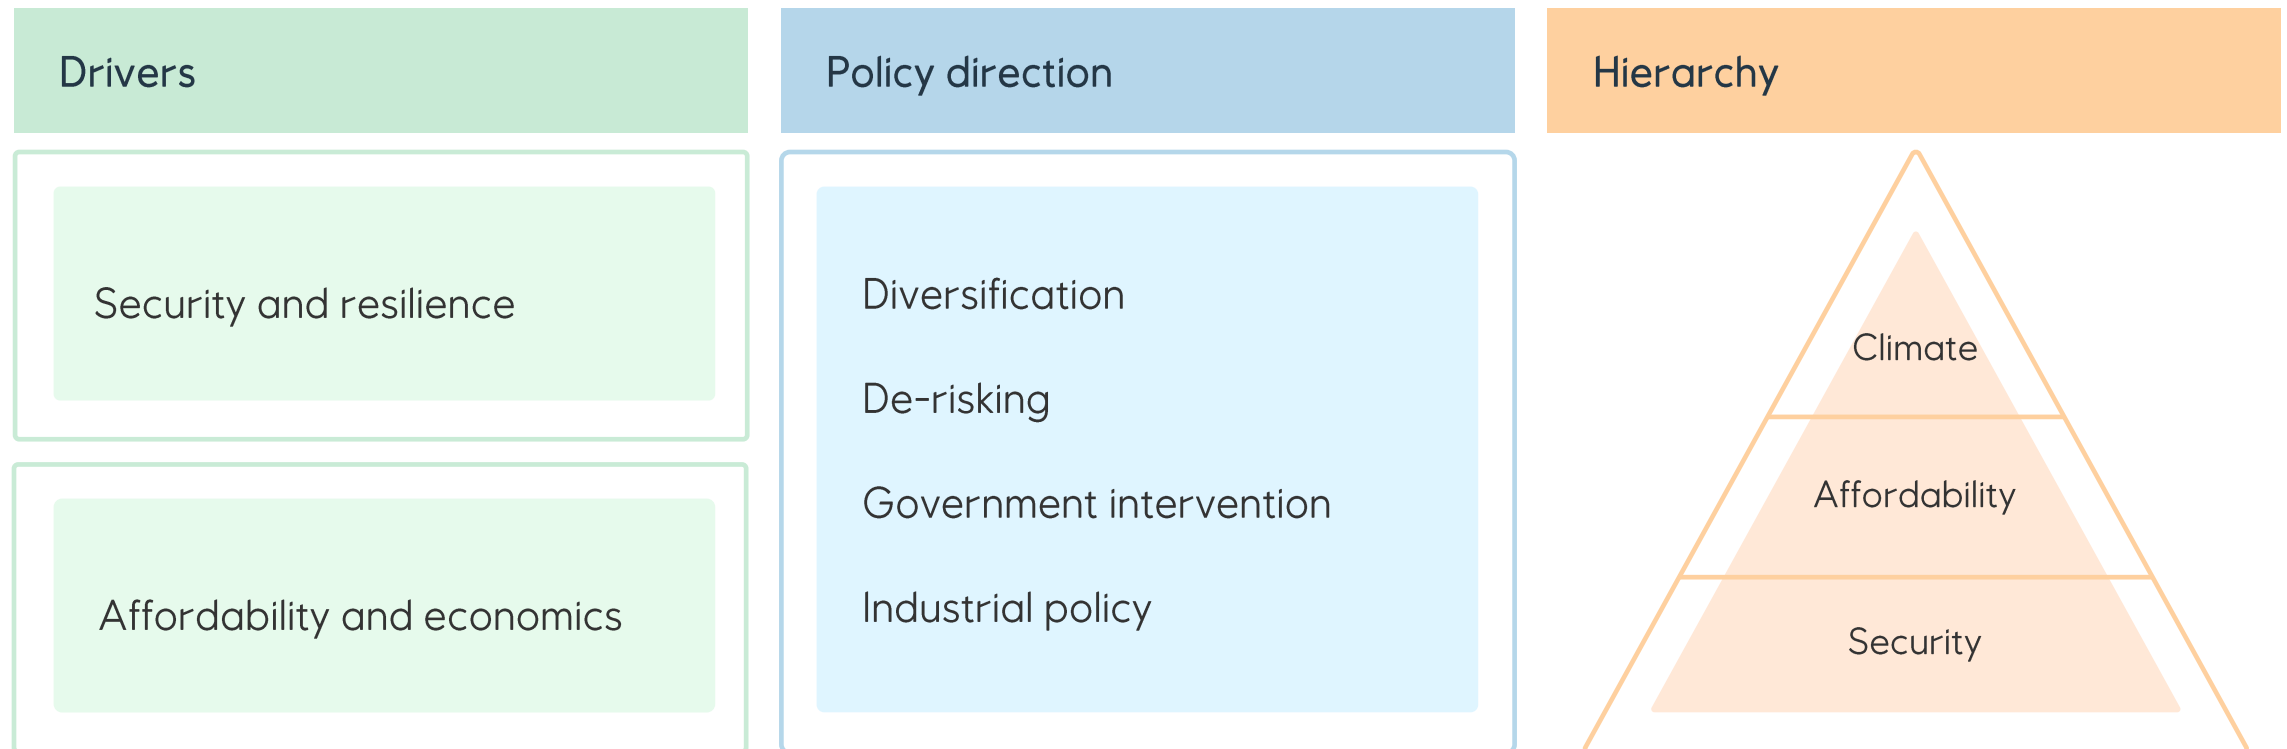 Drivers
Security and resilience
Affordability and economics
Policy direction
Diversification
De-risking
Government intervention
Industrial policy
Hierarchy
Climate
Affordability
Security